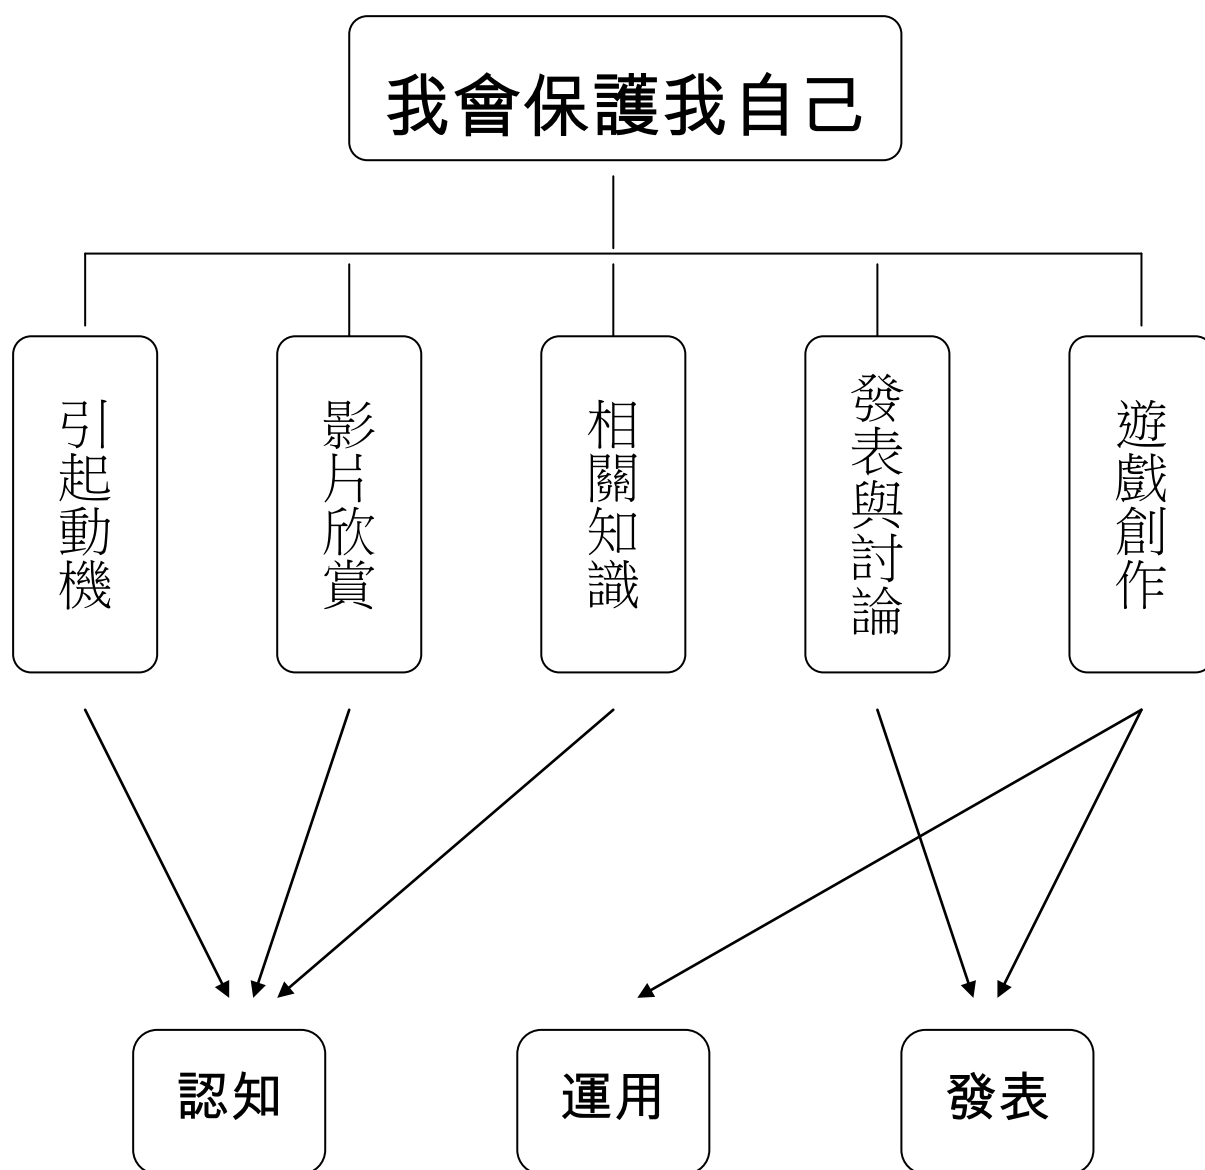 我會保護我自己
引起動機
影片欣賞
相關知識
發表與討論
遊戲創作
認知
運用
發表